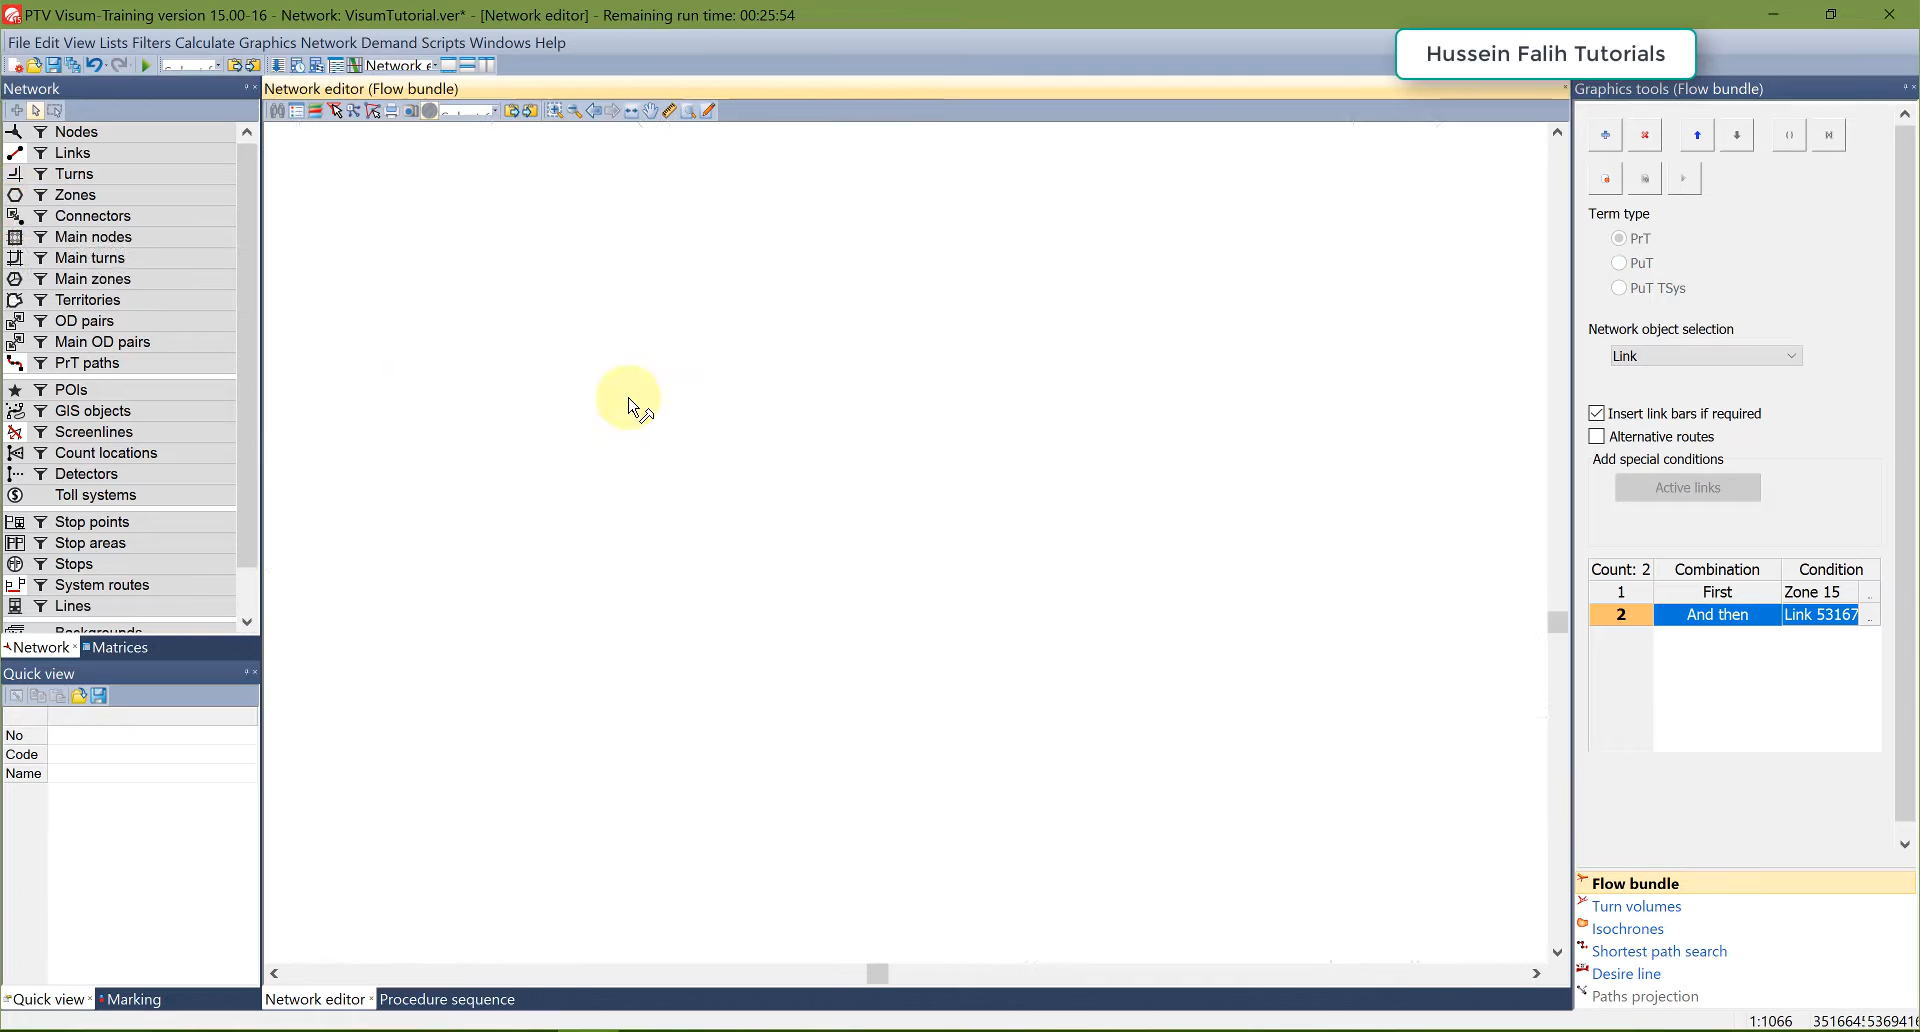 PTV Visum-Training version 15.00-16 - Network: VisumTutorial.ver* - [Network editor] - Remaining run time: 00:25:54
File Edit View Lists Filters Calculate Graphics Network Demand Scripts Windows Help
Hussein Falih Tutorials
Network
Network editor (Flow bundle)
Graphics tools (Flow bundle)
Nodes
Links
Turns
Zones
Connectors
Main nodes
Main turns
Main zones
Territories
OD pairs
Main OD pairs
PrT paths
POIs
GIS objects
Screenlines
Count locations
Detectors
Toll systems
Stop points
Stop areas
Stops
System routes
Lines
Network
Matrices
Quick view
No
Code
Name
Quick view
Marking
Network editor
Procedure sequence
Term type
PrT
PuT
PuT TSys
Network object selection
Link
Insert link bars if required
Alternative routes
Add special conditions
Active links
Count: 2 Combination Condition
1 First Zone 15
2 And then Link 53167
Flow bundle
Turn volumes
Isochrones
Shortest path search
Desire line
Paths projection
1:1066